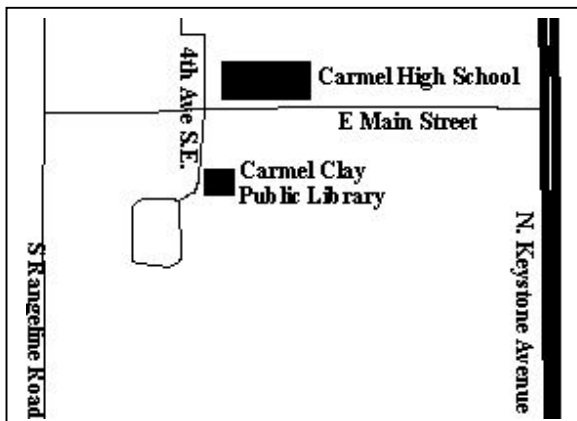 4th Ave S.E.
Carmel High School
E Main Street
Carmel Clay
Public Library
S Rangeline Road
N. Keystone Avenue